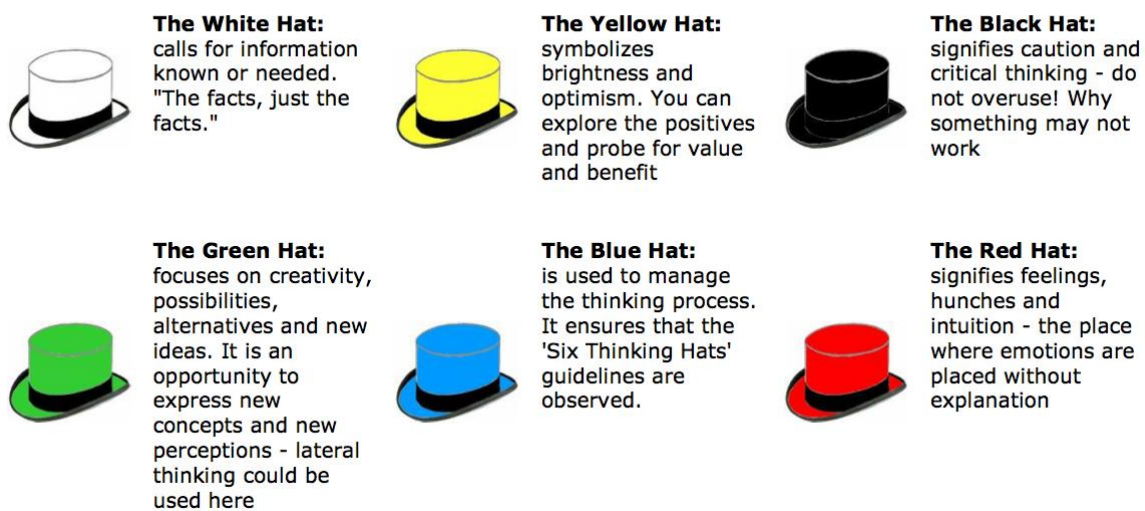 The White Hat:
calls for information
known or needed.
"The facts, just the
facts."
The Yellow Hat:
symbolizes
brightness and
optimism. You can
explore the positives
and probe for value
and benefit
The Black Hat:
signifies caution and
critical thinking - do
not overuse! Why
something may not
work
The Green Hat:
focuses on creativity,
possibilities,
alternatives and new
ideas. It is an
opportunity to
express new
concepts and new
perceptions - lateral
thinking could be
used here
The Blue Hat:
is used to manage
the thinking process.
It ensures that the
'Six Thinking Hats'
guidelines are
observed.
The Red Hat:
signifies feelings,
hunches and
intuition - the place
where emotions are
placed without
explanation